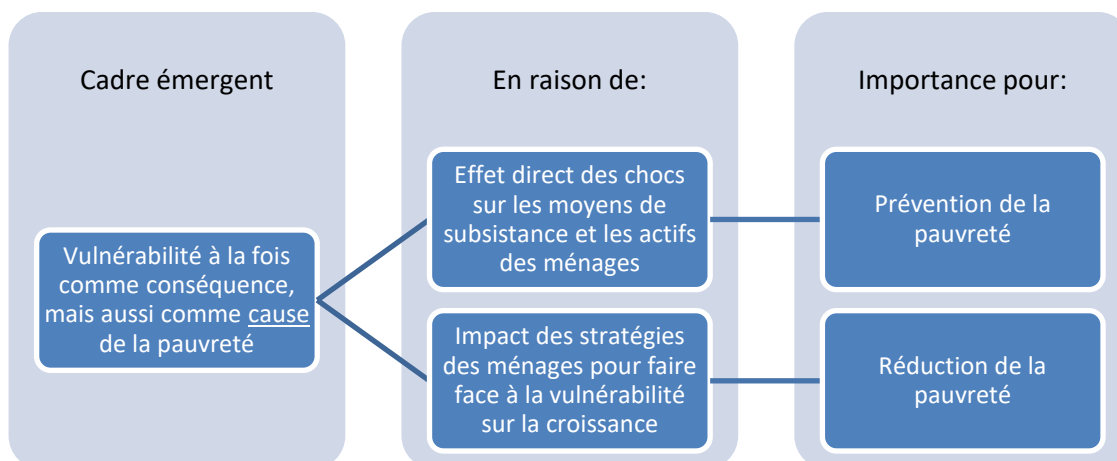 Cadre émergent
Vulnérabilité à la fois
comme conséquence,
mais aussi comme cause
de la pauvreté
En raison de:
Effet direct des chocs
sur les moyens de
subsistance et les actifs
des ménages
Impact des stratégies
des ménages pour faire
face à la vulnérabilité
sur la croissance
Importance pour:
Prévention de la
pauvreté
Réduction de la
pauvreté